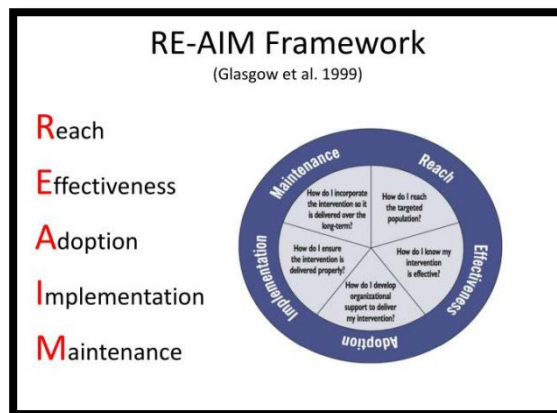 RE-AIM Framework
(Glasgow et al. 1999)
Reach
Effectiveness
Adoption
Implementation
Maintenance
Reach
How do I reach
the targeted
population?
Effectiveness
How do I know my
intervention
is effective?
Adoption
How do I develop
organizational
support to deliver
my intervention?
Implementation
How do I ensure
the intervention is
delivered properly?
Maintenance
How do I incorporate
the intervention so it
is delivered over the
long-term?